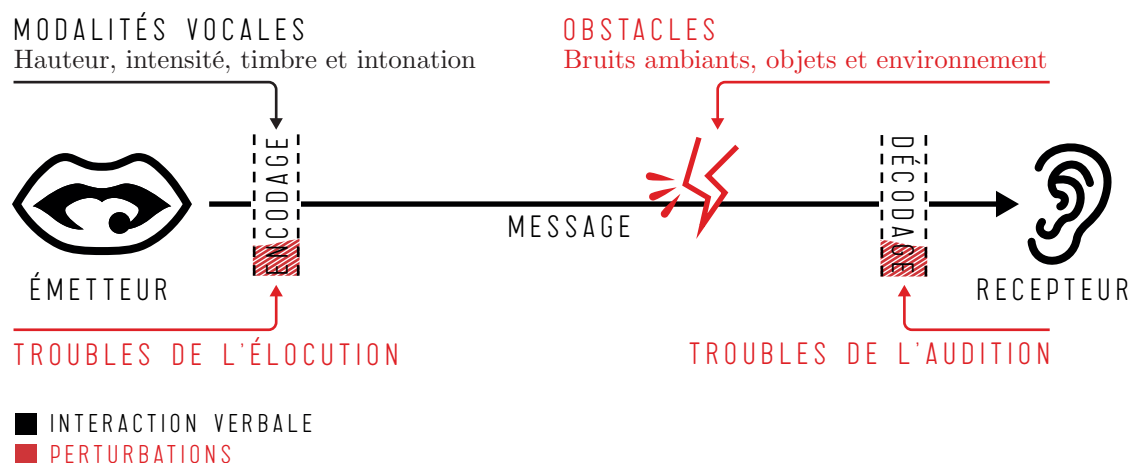 MODALITÉS VOCALES
Hauteur, intensité, timbre et intonation
OBSTACLES
Bruits ambiants, objets et environnement
ENCODAGE
DÉCODAGE
MESSAGE
ÉMETTEUR
RECEPTEUR
TROUBLES DE L'ÉLOCUTION
TROUBLES DE L'AUDITION
INTERACTION VERBALE
PERTURBATIONS